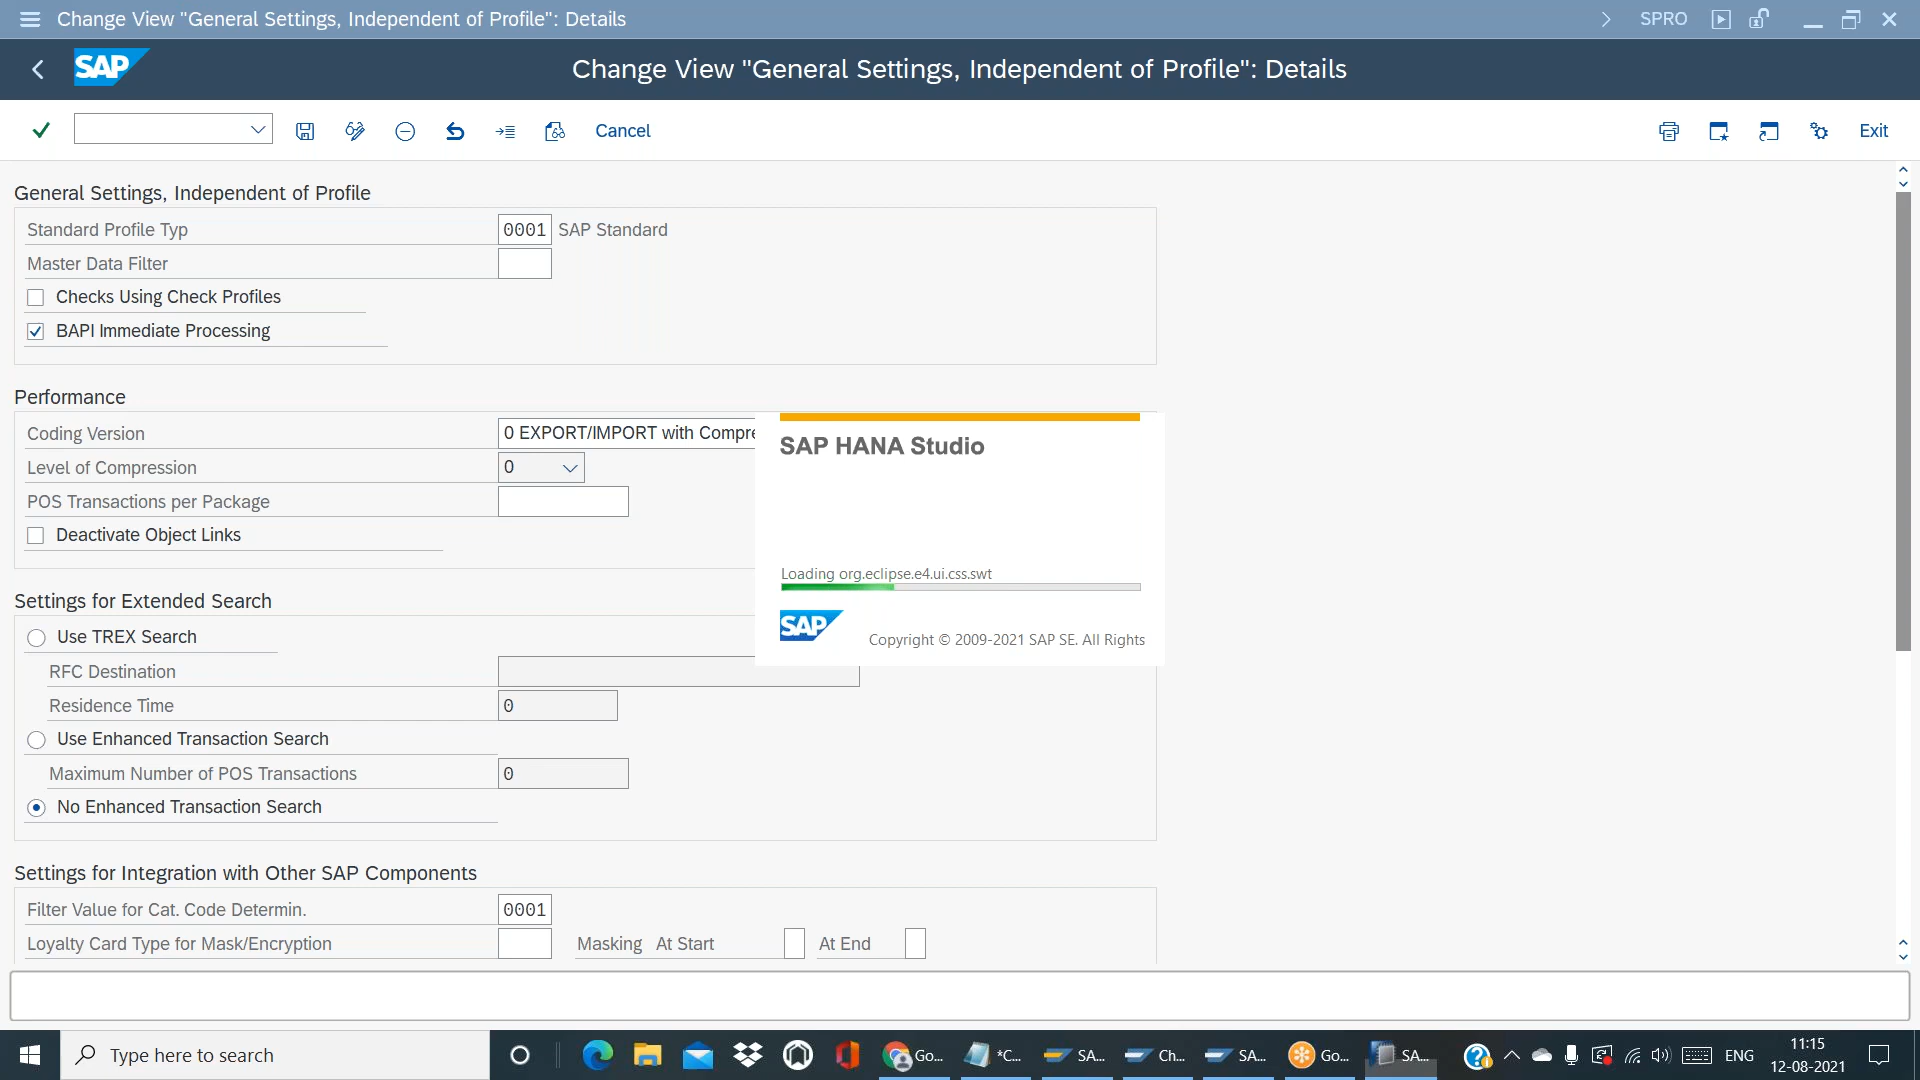 Change View "General Settings, Independent of Profile": Details
SPRO
SAP
Change View "General Settings, Independent of Profile": Details
Cancel
Exit
General Settings, Independent of Profile
Standard Profile Typ 0001 SAP Standard
Master Data Filter
Checks Using Check Profiles
BAPI Immediate Processing
Performance
Coding Version 0 EXPORT/IMPORT with Compre
Level of Compression 0
POS Transactions per Package
Deactivate Object Links
SAP HANA Studio
Loading org.eclipse.e4.ui.css.swt
SAP
Copyright © 2009-2021 SAP SE. All Rights
Settings for Extended Search
Use TREX Search
RFC Destination
Residence Time 0
Use Enhanced Transaction Search
Maximum Number of POS Transactions 0
No Enhanced Transaction Search
Settings for Integration with Other SAP Components
Filter Value for Cat. Code Determin. 0001
Loyalty Card Type for Mask/Encryption Masking At Start At End
Type here to search
Go... *C... SA... Ch... SA... Go... SA...
ENG
11:15
12-08-2021